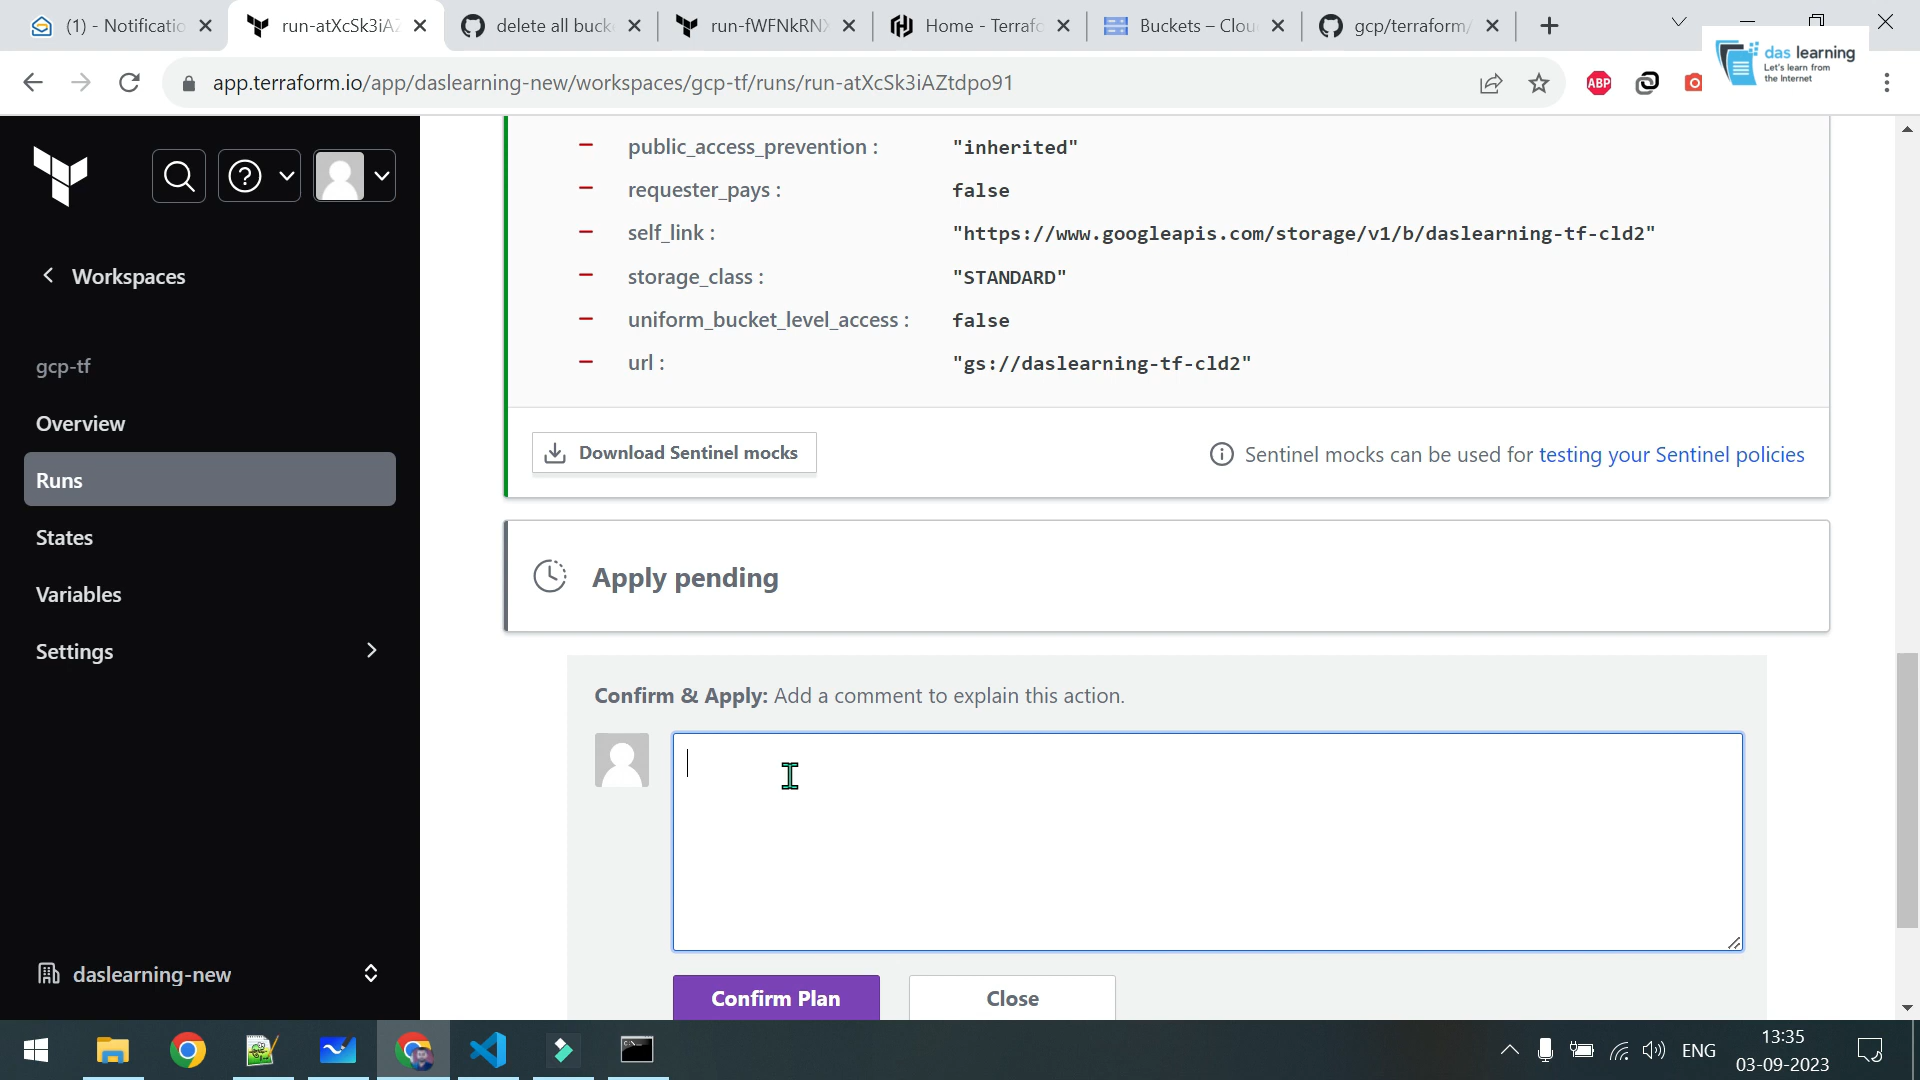 (1) - Notificatio
run-atXcSk3iAZ
delete all buck
run-fWFNkRNX
Home - Terrafo
Buckets – Clou
gcp/terraform/
app.terraform.io/app/daslearning-new/workspaces/gcp-tf/runs/run-atXcSk3iAZtdpo91
ABP
das learning
Let's learn from
the Internet
Workspaces
gcp-tf
Overview
Runs
States
Variables
Settings
daslearning-new
public_access_prevention : "inherited"
requester_pays : false
self_link : "https://www.googleapis.com/storage/v1/b/daslearning-tf-cld2"
storage_class : "STANDARD"
uniform_bucket_level_access : false
url : "gs://daslearning-tf-cld2"
Download Sentinel mocks
Sentinel mocks can be used for testing your Sentinel policies
Apply pending
Confirm & Apply: Add a comment to explain this action.
Confirm Plan
Close
ENG
13:35
03-09-2023